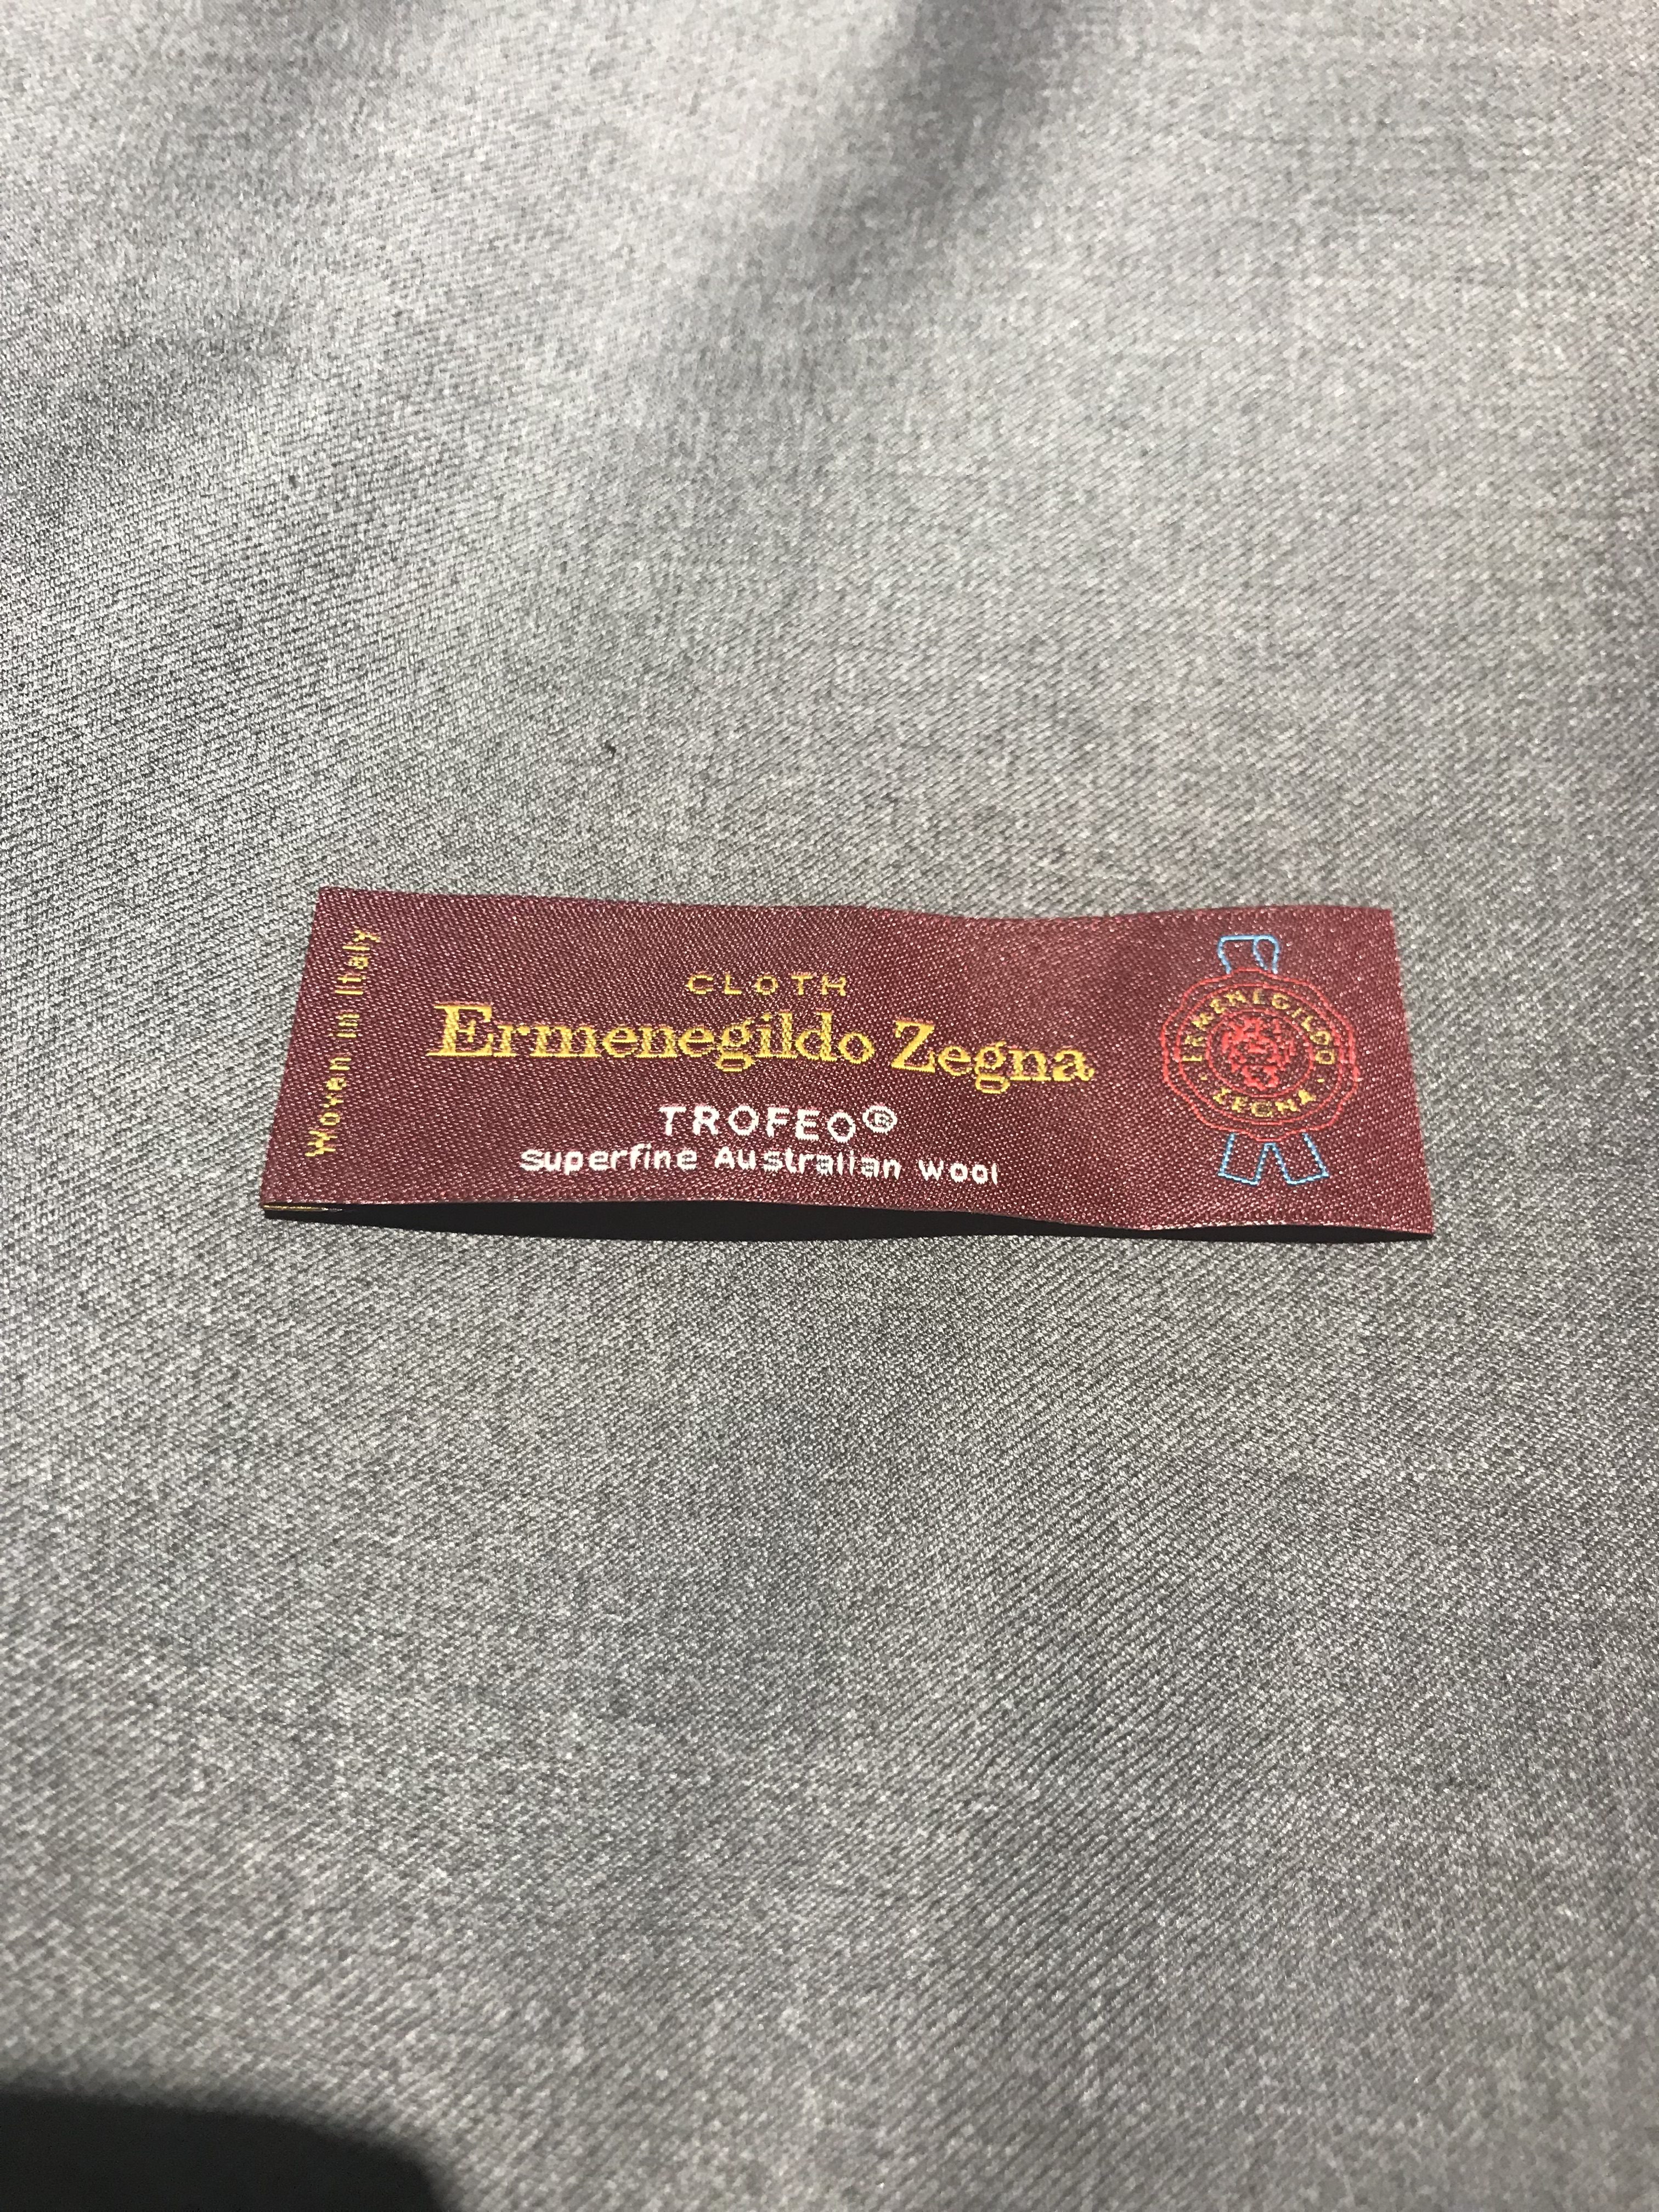 Woven in Italy
CLOTH
Ermenegildo Zegna
TROFEO®
Superfine Australian Wool
ERMENEGILDO
· ZEGNA ·